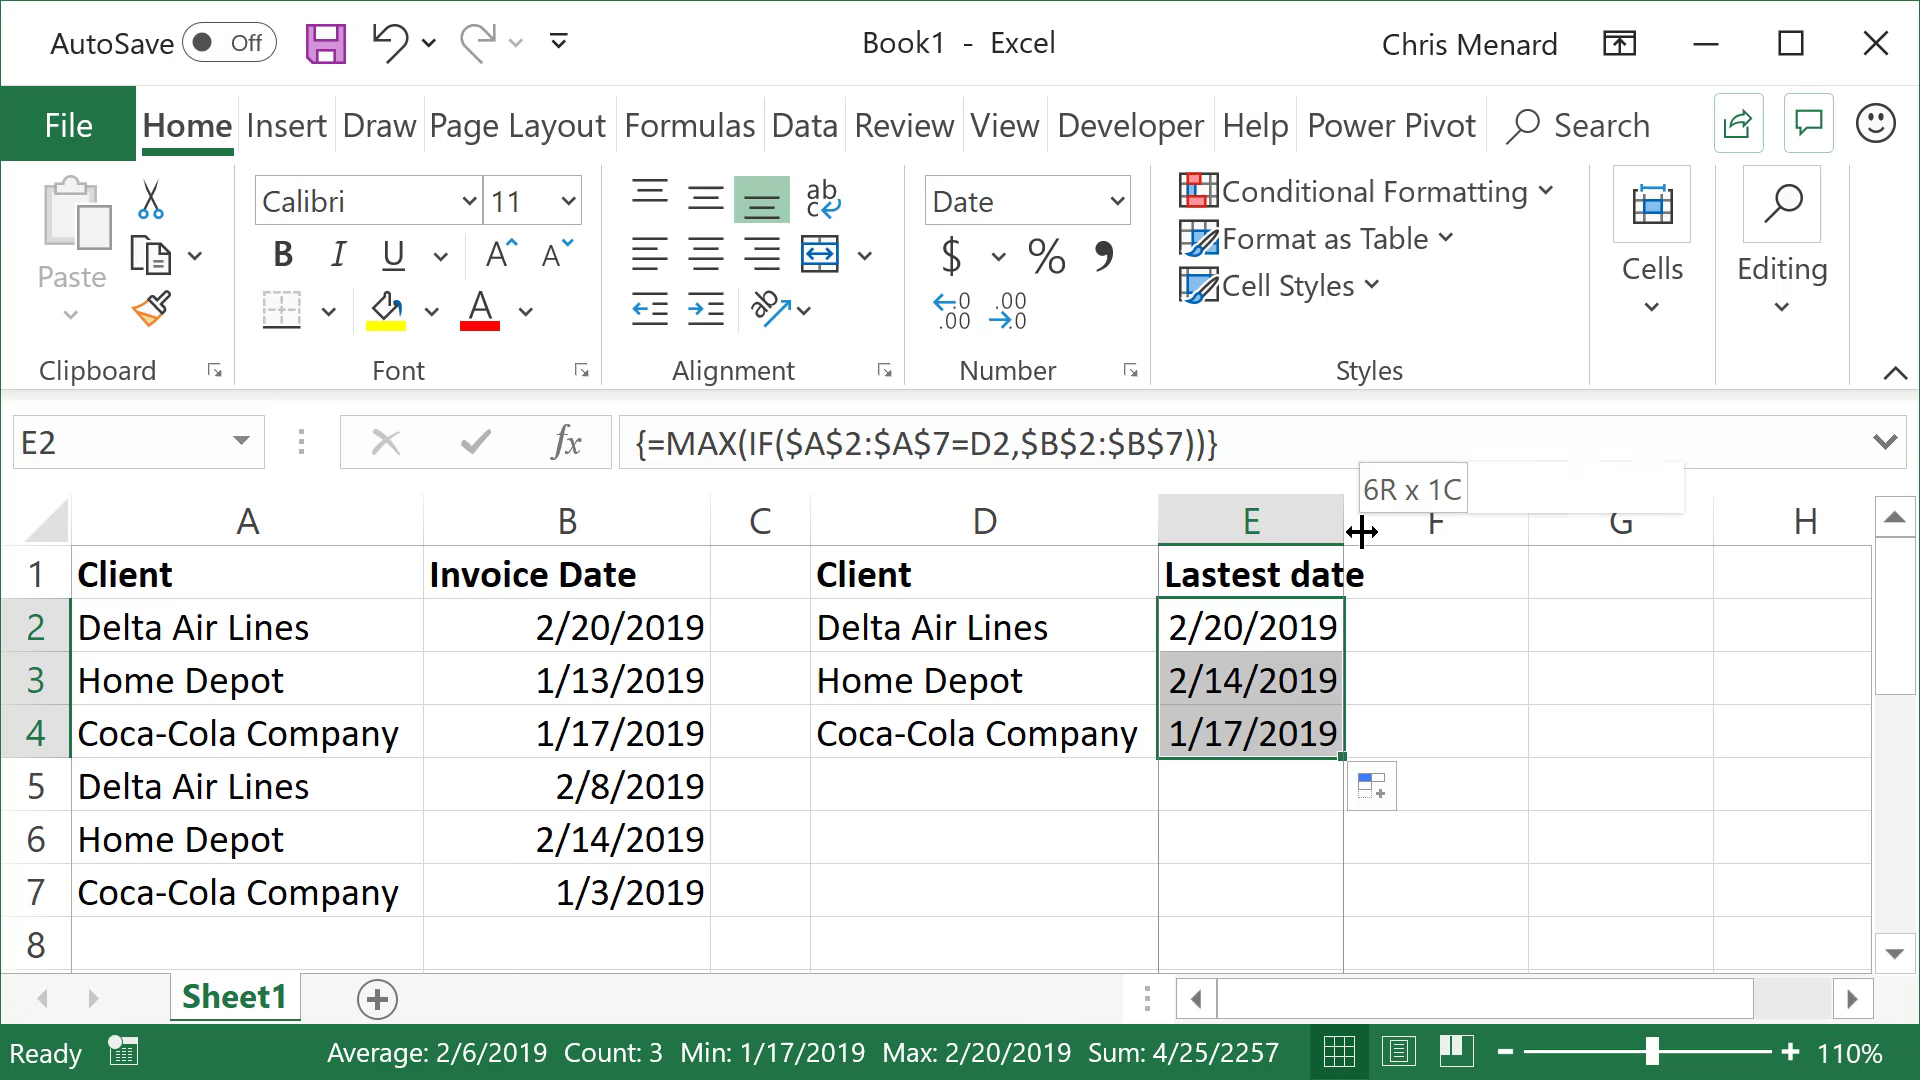 AutoSave Off Book1 - Excel Chris Menard
File Home Insert Draw Page Layout Formulas Data Review View Developer Help Power Pivot Search
Paste
Clipboard
Calibri 11
B I U A A
A
Font
ab
c
ab
Alignment
Date
$ % ,
.0 .00
.00 .0
Number
Conditional Formatting
Format as Table
Cell Styles
Styles
Cells
Editing
E2 fx {=MAX(IF($A$2:$A$7=D2,$B$2:$B$7))}
6R x 1C
A B C D E F G H
1 Client Invoice Date Client Lastest date
2 Delta Air Lines 2/20/2019 Delta Air Lines 2/20/2019
3 Home Depot 1/13/2019 Home Depot 2/14/2019
4 Coca-Cola Company 1/17/2019 Coca-Cola Company 1/17/2019
5 Delta Air Lines 2/8/2019
6 Home Depot 2/14/2019
7 Coca-Cola Company 1/3/2019
8
Sheet1
Ready Average: 2/6/2019 Count: 3 Min: 1/17/2019 Max: 2/20/2019 Sum: 4/25/2257 110%